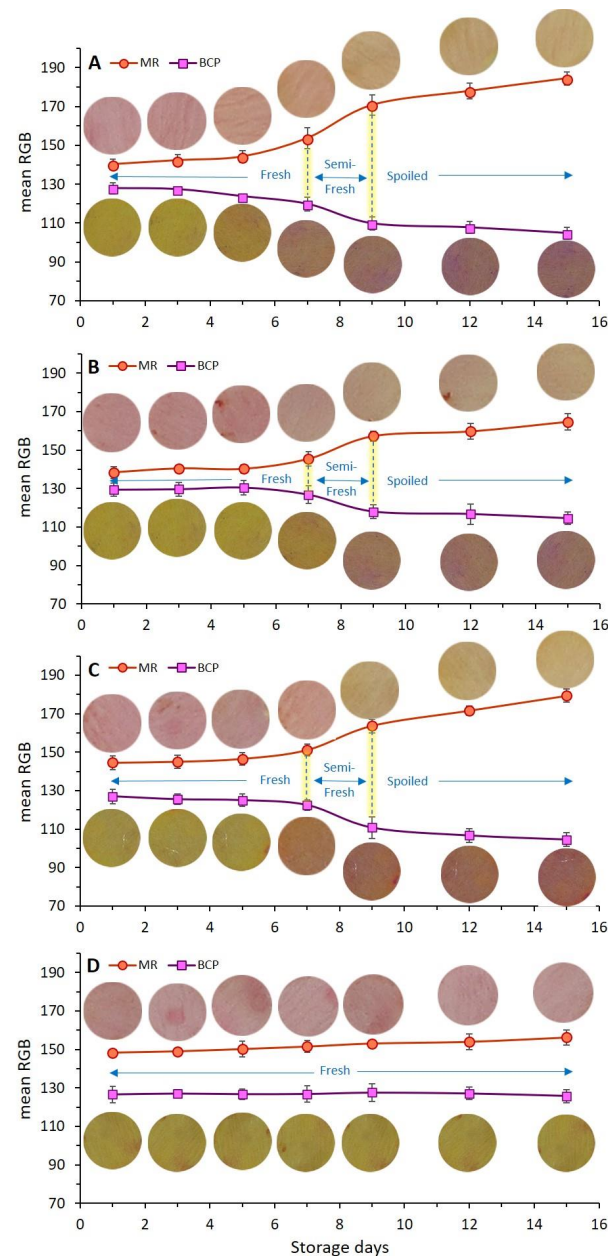 A MR BCP
190
170
150
130
110
90
70
mean RGB
Fresh Semi-Fresh Spoiled
0 2 4 6 8 10 12 14 16
B MR BCP
190
170
150
130
110
90
70
mean RGB
Fresh Semi-
Fresh Spoiled
0 2 4 6 8 10 12 14 16
C MR BCP
190
170
150
130
110
90
70
mean RGB
Fresh Semi-
Fresh Spoiled
0 2 4 6 8 10 12 14 16
D MR BCP
190
170
150
130
110
90
70
mean RGB
Fresh
0 2 4 6 8 10 12 14 16
Storage days